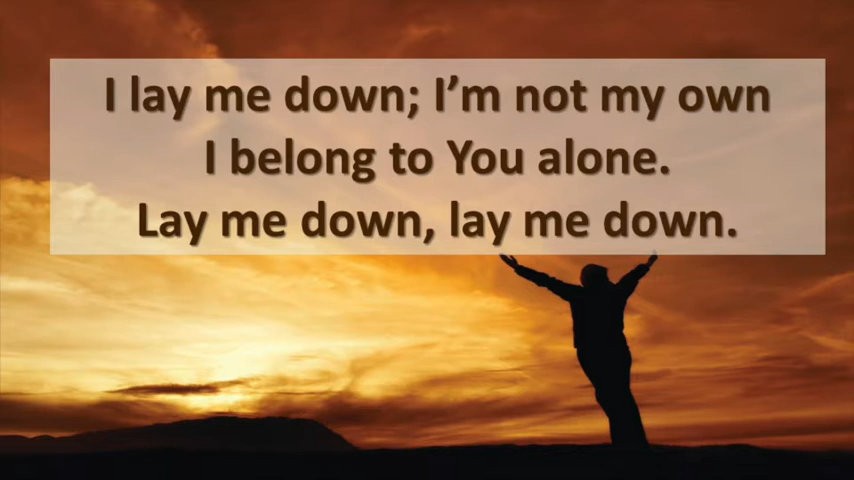 I lay me down; I’m not my own
I belong to You alone.
Lay me down, lay me down.